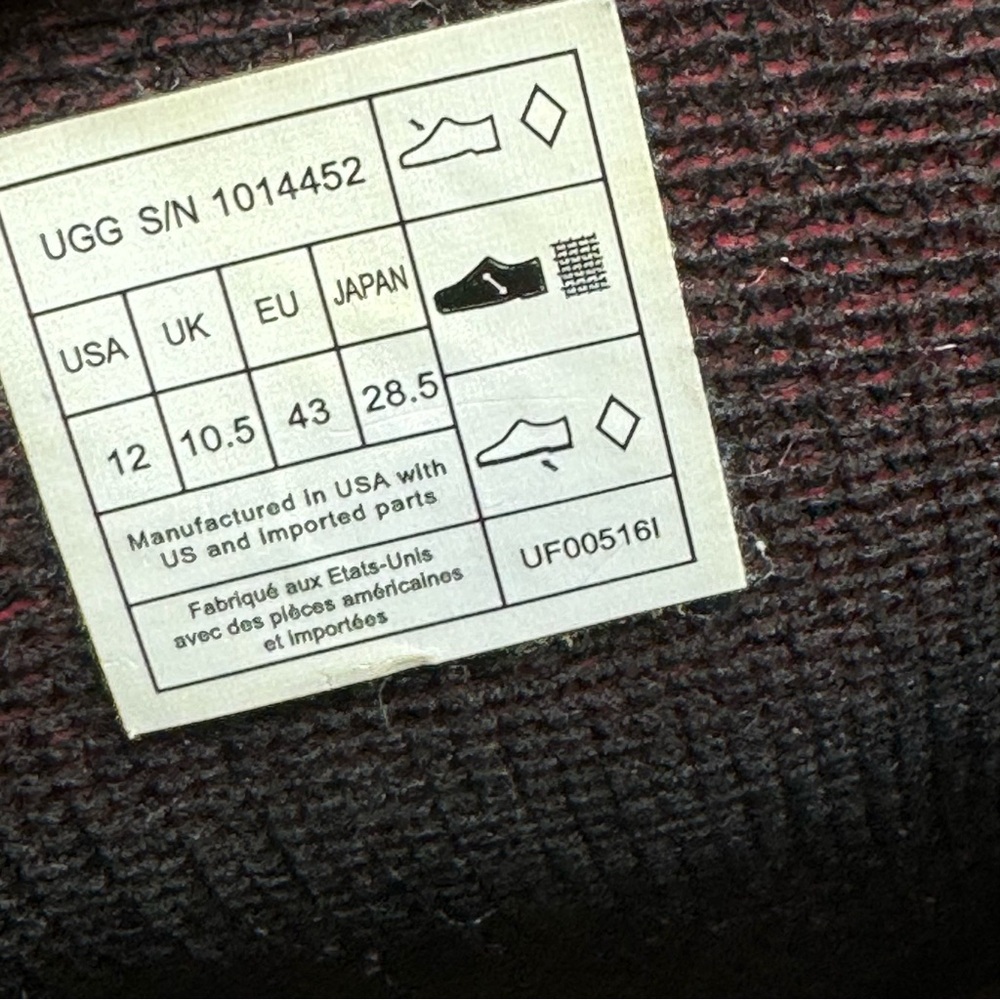 UGG S/N 1014452
USA UK EU JAPAN
12 10.5 43 28.5
Manufactured in USA with
US and Imported parts
Fabriqué aux Etats-Unis
avec des pièces américaines
et Importées
UF00516I